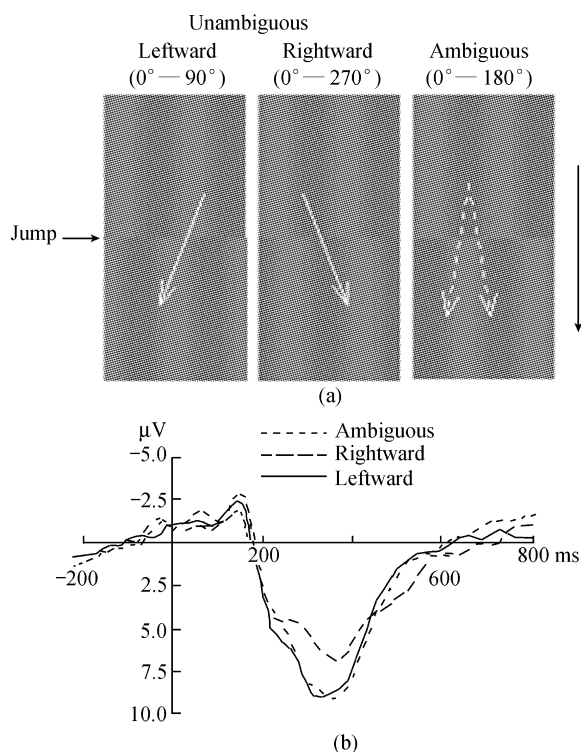 Unambiguous
Leftward Rightward Ambiguous
(0°—90°) (0°—270°) (0°—180°)
Jump
(a)
μV
−5.0
−2.5
2.5
5.0
7.5
10.0
−200 200 600 800 ms
Ambiguous
Rightward
Leftward
(b)